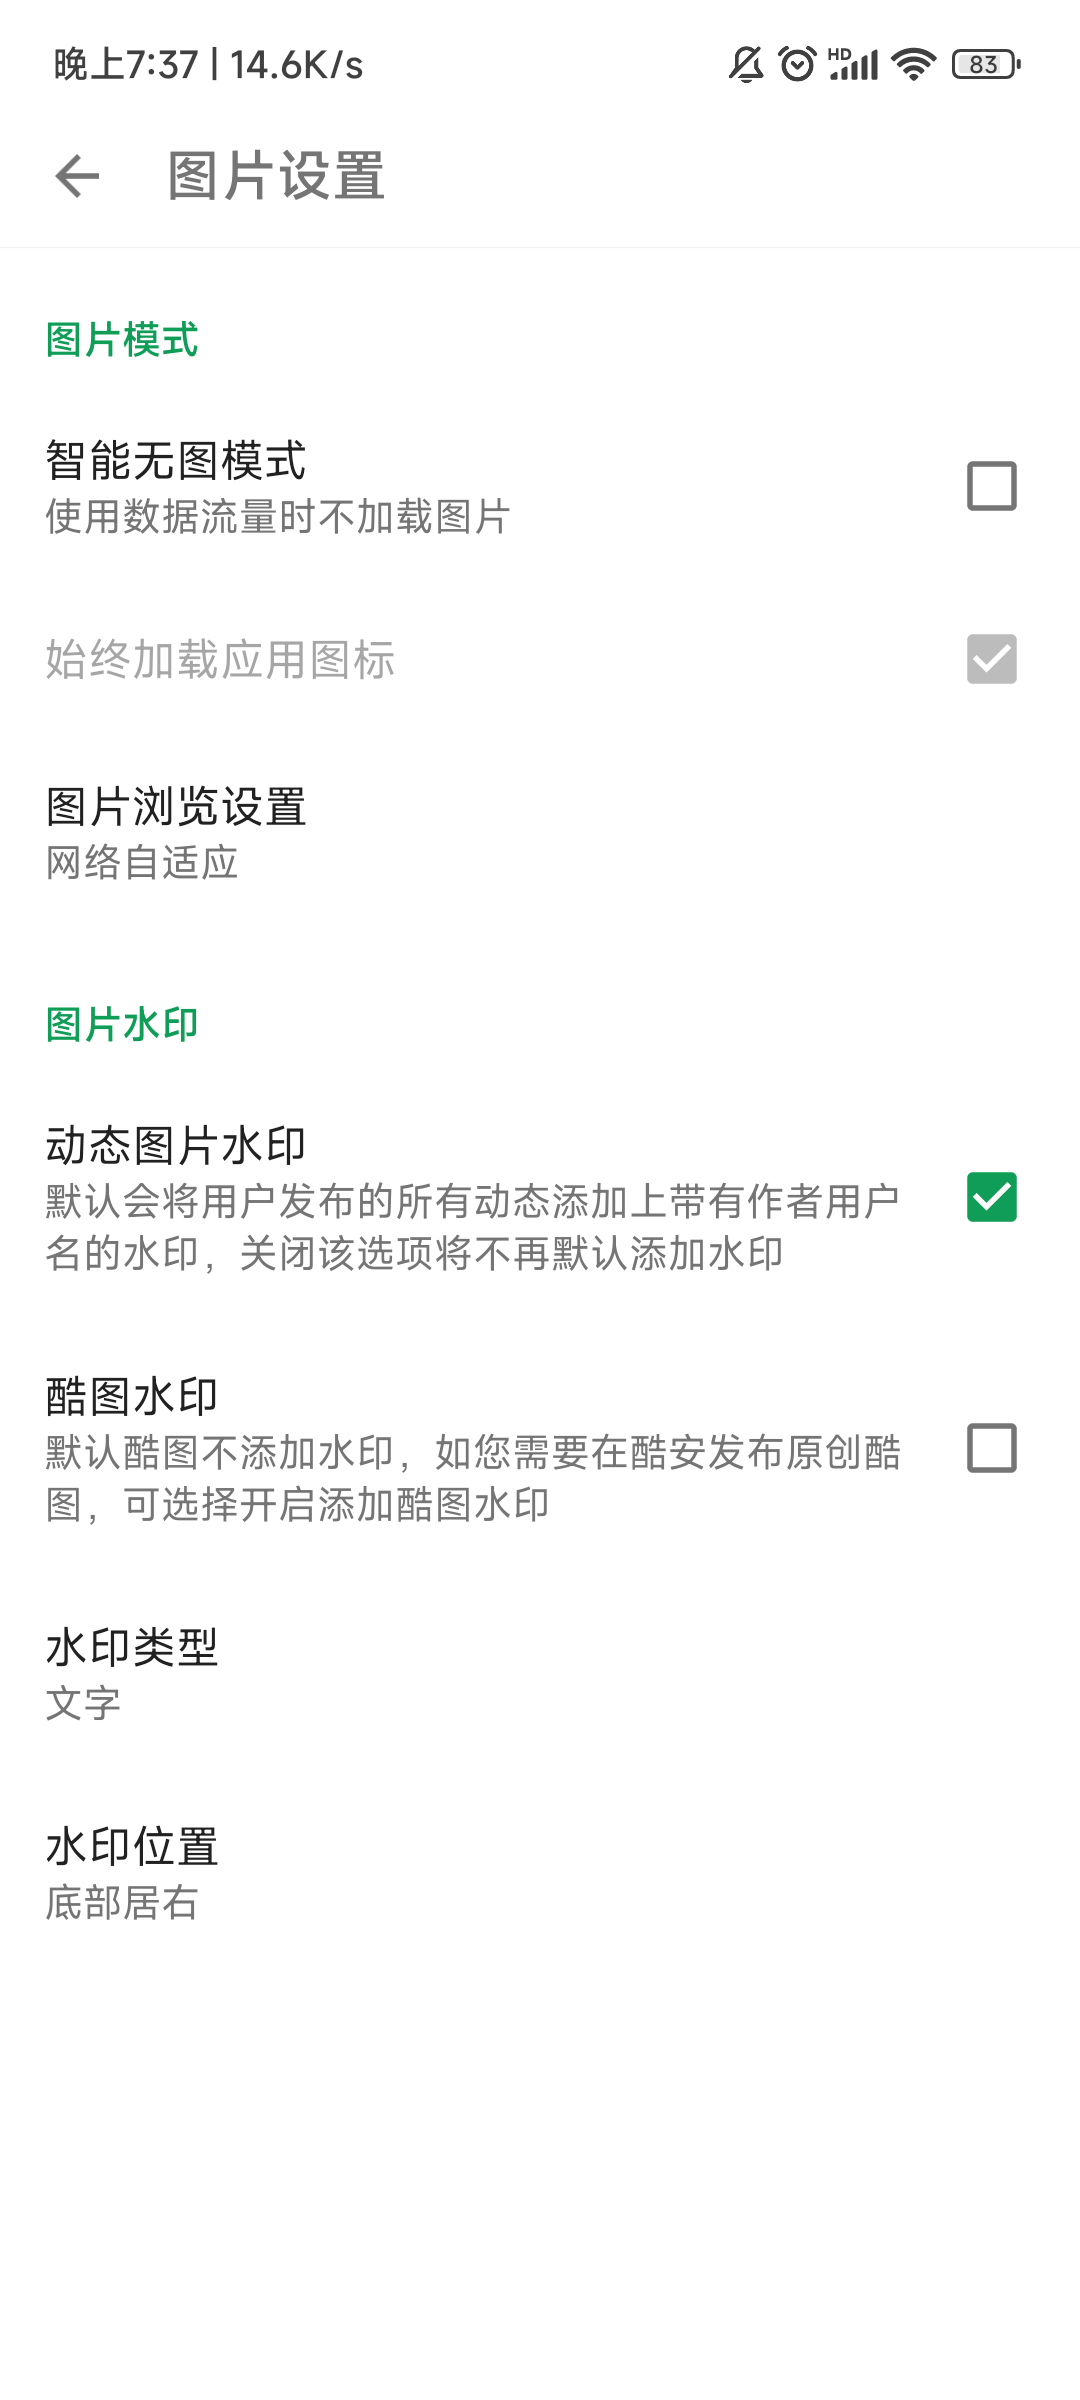 晚上7:37 | 14.6K/s HD 83
图片设置
图片模式
智能无图模式
使用数据流量时不加载图片
始终加载应用图标
图片浏览设置
网络自适应
图片水印
动态图片水印
默认会将用户发布的所有动态添加上带有作者用户
名的水印，关闭该选项将不再默认添加水印
酷图水印
默认酷图不添加水印，如您需要在酷安发布原创酷
图，可选择开启添加酷图水印
水印类型
文字
水印位置
底部居右